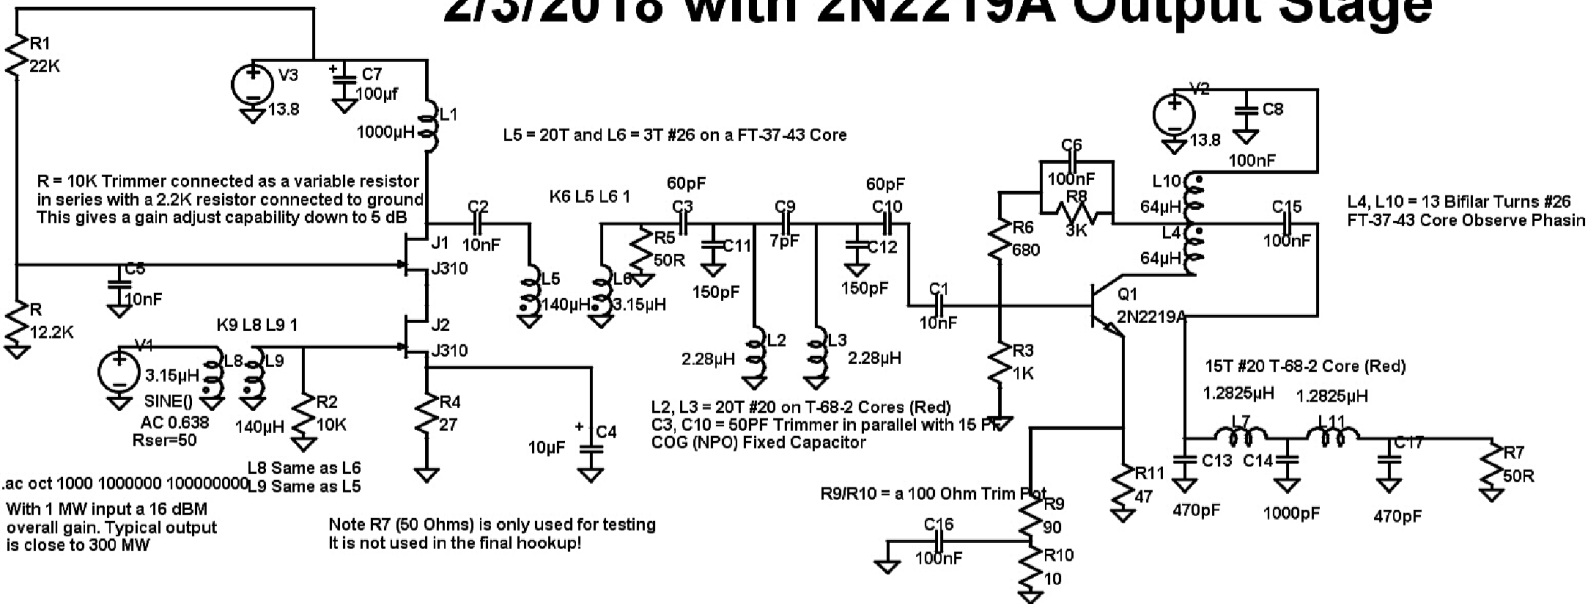 2/3/2018 with 2N2219A Output Stage
R1
22K
V3
13.8
C7
100µf
1000µH
L1
L5 = 20T and L6 = 3T #26 on a FT-37-43 Core
V2
13.8
C8
100nF
R = 10K Trimmer connected as a variable resistor
in series with a 2.2K resistor connected to ground
This gives a gain adjust capability down to 5 dB
C2
10nF
K6 L5 L6 1
60pF
C3
C9
7pF
60pF
C10
C11
150pF
C12
150pF
R5
50R
L5
140µH
L6
3.15µH
J1
J310
C5
10nF
R
12.2K
K9 L8 L9 1
J2
J310
V1
3.15µH
SINE()
AC 0.638
Rser=50
L8
L9
140µH
R2
10K
R4
27
10µF
C4
L2
2.28µH
L3
2.28µH
L2, L3 = 20T #20 on T-68-2 Cores (Red)
C3, C10 = 50PF Trimmer in parallel with 15 PF
COG (NPO) Fixed Capacitor
C1
10nF
C6
100nF
R8
3K
R6
680
R3
1K
L10
64µH
L4
64µH
C15
100nF
L4, L10 = 13 Bifilar Turns #26
FT-37-43 Core Observe Phasin
Q1
2N2219A
15T #20 T-68-2 Core (Red)
1.2825µH
1.2825µH
L7
L11
C13
470pF
C14
1000pF
C17
470pF
R7
50R
R11
47
R9/R10 = a 100 Ohm Trim Pot
R9
90
C16
100nF
R10
10
L8 Same as L6
L9 Same as L5
.ac oct 1000 1000000 100000000
With 1 MW input a 16 dBM
overall gain. Typical output
is close to 300 MW
Note R7 (50 Ohms) is only used for testing
It is not used in the final hookup!